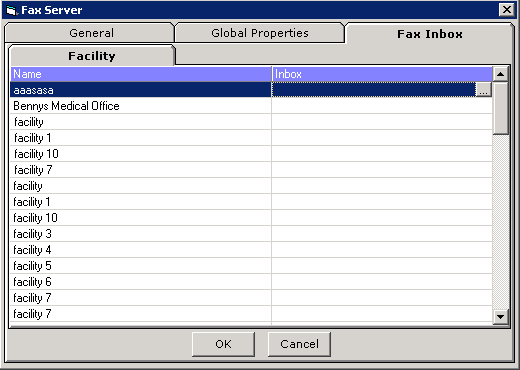 Fax Server
General Global Properties Fax Inbox
Facility
Name Inbox
aaasasa ...
Bennys Medical Office
facility
facility 1
facility 10
facility 7
facility
facility 1
facility 10
facility 3
facility 4
facility 5
facility 6
facility 7
facility 7
OK Cancel